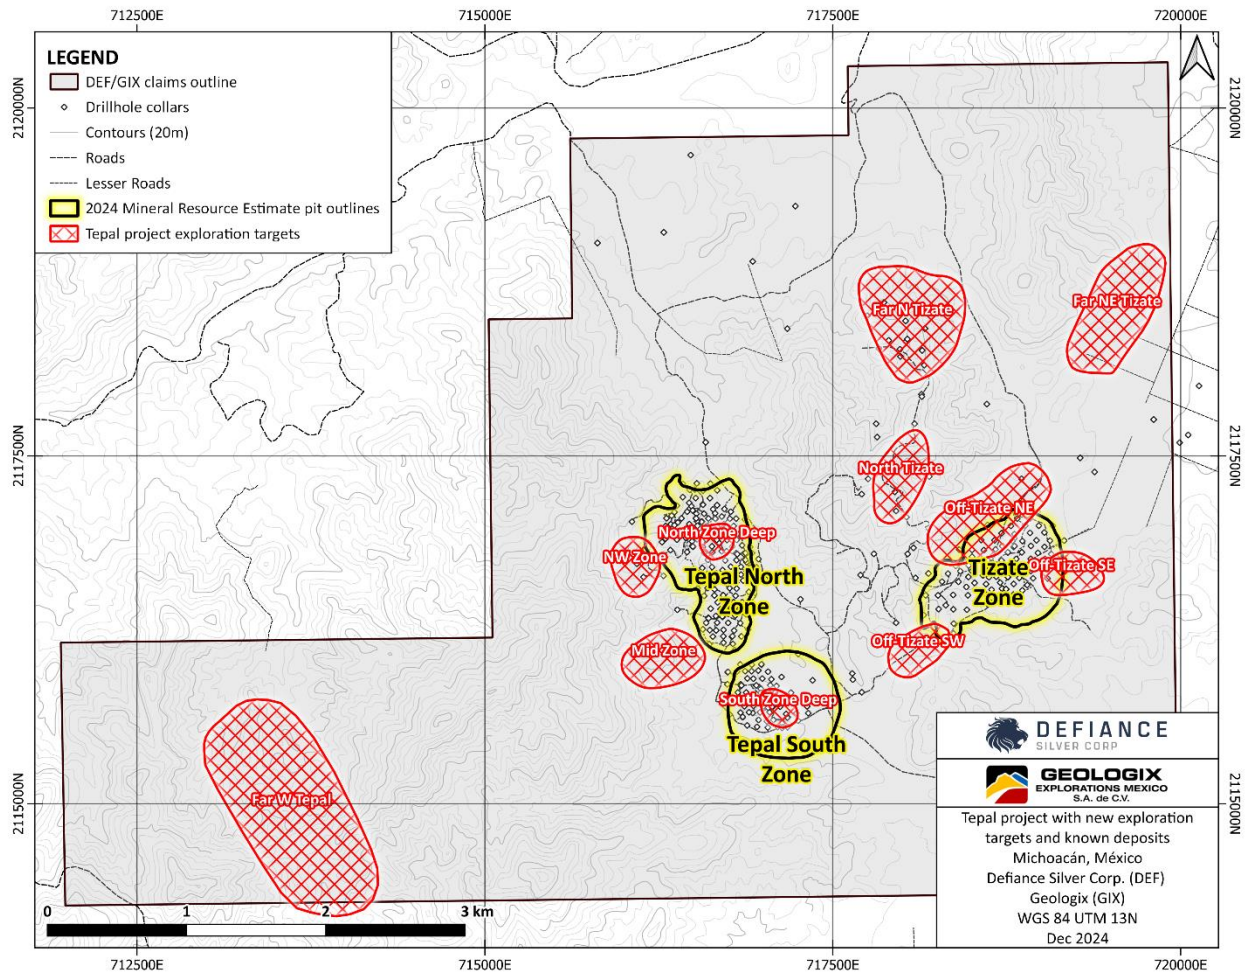 712500E
715000E
717500E
720000E
LEGEND
DEF/GIX claims outline
Drillhole collars
Contours (20m)
Roads
Lesser Roads
2024 Mineral Resource Estimate pit outlines
Tepal project exploration targets
2120000N
2120000N
Far N Tizate
Far NE Tizate
2117500N
2117500N
North Tizate
Off-Tizate NE
North Zone Deep
NW Zone
Tepal North
Zone
Tizate
Zone
Off-Tizate SE
Off-Tizate SW
Mid Zone
South Zone Deep
Tepal South
Zone
Far W Tepal
2115000N
2115000N
DEFIANCE
SILVER CORP
GEOLOGIX
EXPLORATIONS MEXICO
S.A. de C.V.
Tepal project with new exploration
targets and known deposits
Michoacán, México
Defiance Silver Corp. (DEF)
Geologix (GIX)
WGS 84 UTM 13N
Dec 2024
0 1 2 3 km
712500E
715000E
717500E
720000E